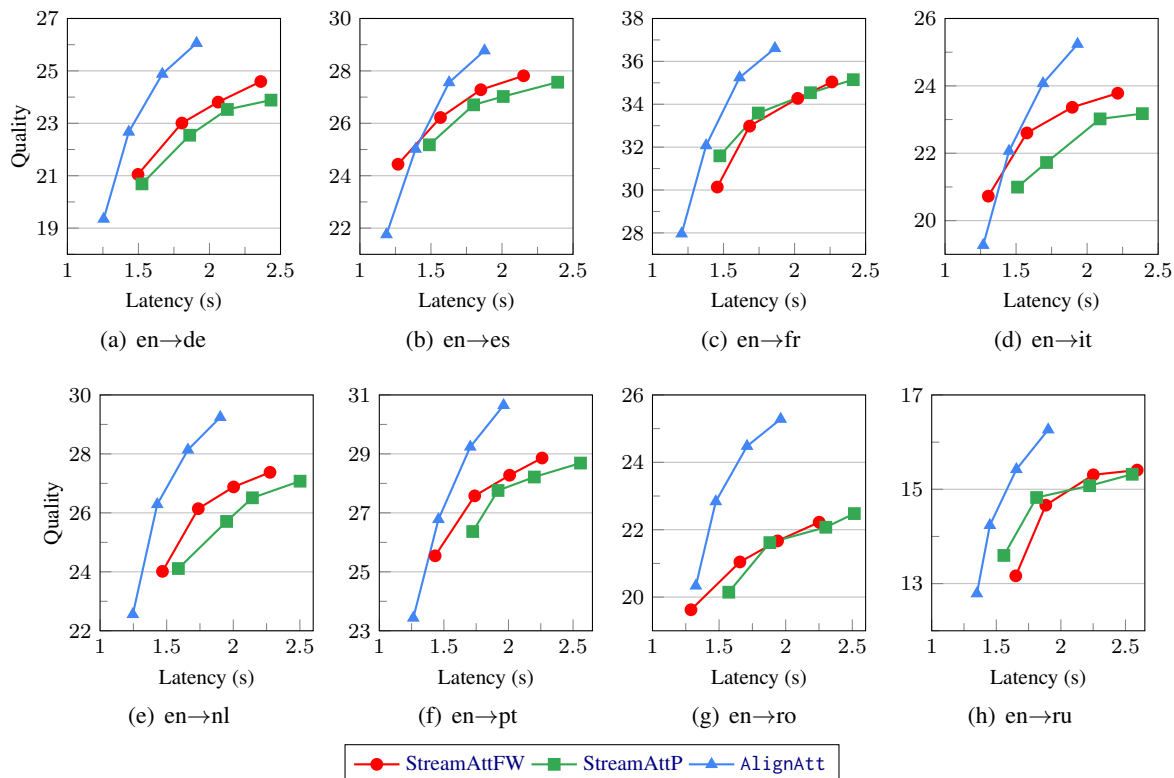 27
25
23
21
19
Quality
1 1.5 2 2.5
Latency (s)
(a) en→de
30
28
26
24
22
1 1.5 2 2.5
Latency (s)
(b) en→es
38
36
34
32
30
28
1 1.5 2 2.5
Latency (s)
(c) en→fr
26
24
22
20
1 1.5 2 2.5
Latency (s)
(d) en→it
30
28
26
24
22
Quality
1 1.5 2 2.5
Latency (s)
(e) en→nl
31
29
27
25
23
1 1.5 2 2.5
Latency (s)
(f) en→pt
26
24
22
20
1 1.5 2 2.5
Latency (s)
(g) en→ro
17
15
13
1 1.5 2 2.5
Latency (s)
(h) en→ru
StreamAttFW StreamAttP AlignAtt